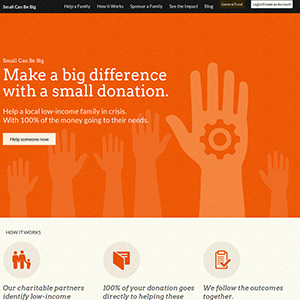 Small Can Be Big
Help a Family
How It Works
Sponsor a Family
Search
Blog
General Fund
Login/Create an Account
Small Can Be Big
Make a big difference
with a small donation.
Help a local low-income family in crisis.
With 100% of the money going to their needs.
Help someone now
HOW IT WORKS
Our charitable partners
identify low-income
100% of your donation goes
directly to helping these
We follow the outcomes
together.